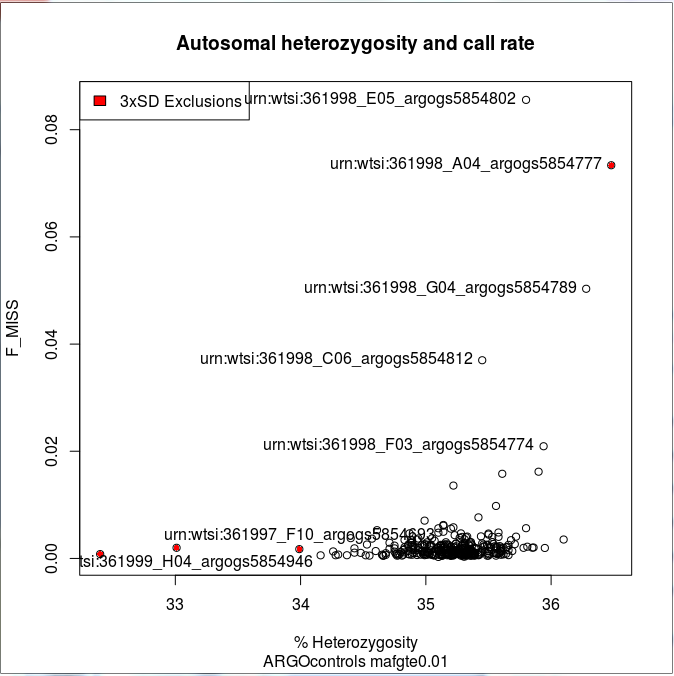 Autosomal heterozygosity and call rate
3xSD Exclusions
urn:wtsi:361998_E05_argogs5854802
urn:wtsi:361998_A04_argogs5854777
urn:wtsi:361998_G04_argogs5854789
urn:wtsi:361998_C06_argogs5854812
urn:wtsi:361998_F03_argogs5854774
urn:wtsi:361997_F10_argogs5854693
tsi:361999_H04_argogs5854946
0.08
0.06
0.04
0.02
0.00
F_MISS
33 34 35 36
% Heterozygosity
ARGOcontrols mafgte0.01